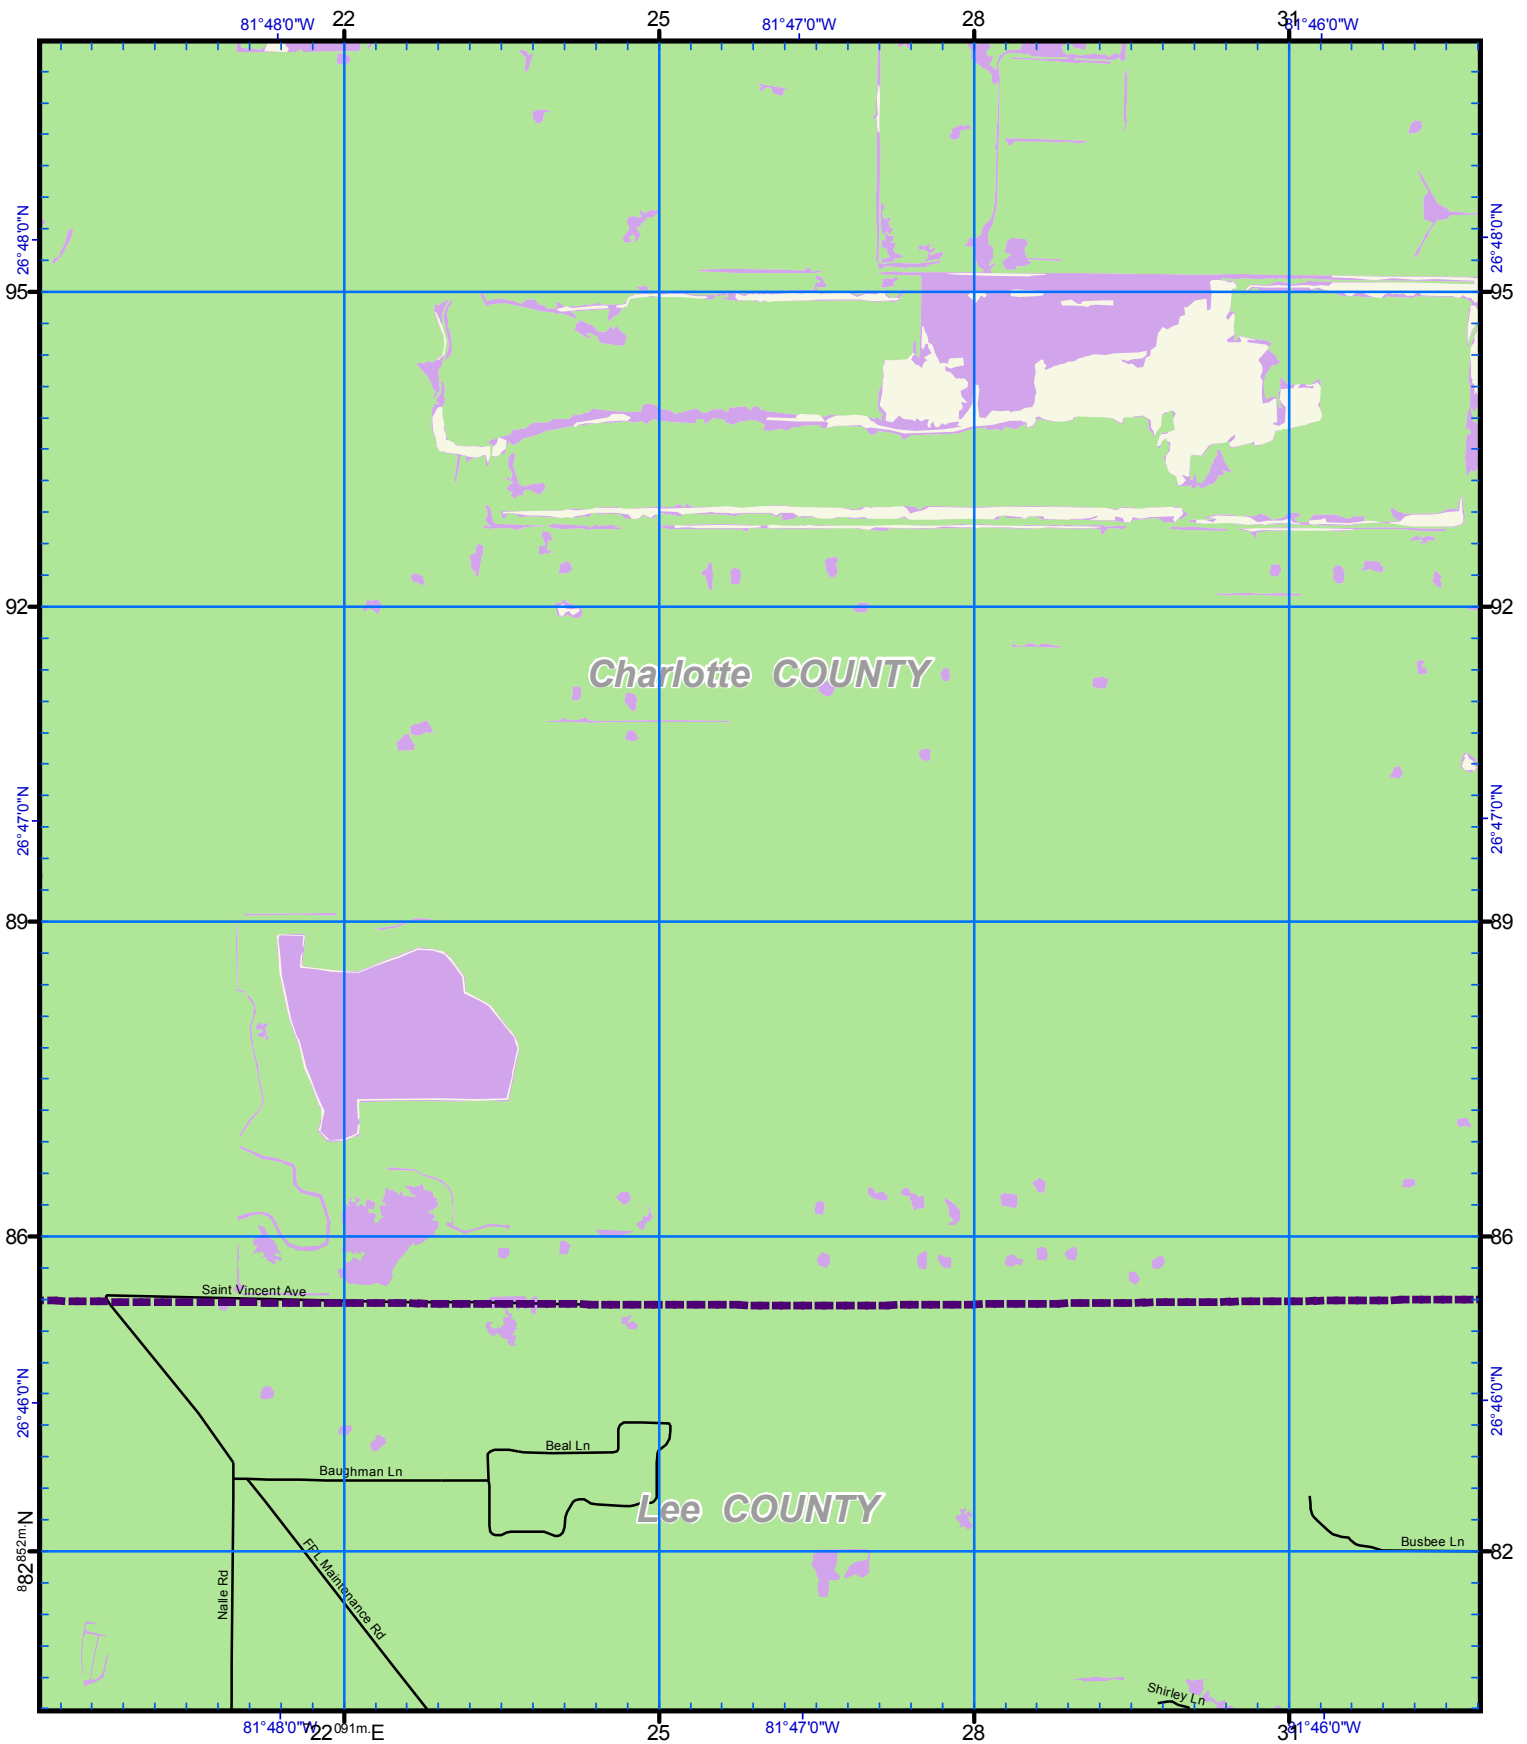 22 25 28 31
81°48'0"W 81°47'0"W 81°46'0"W
26°48'0"N 26°48'0"N
95 95
92 92
Charlotte COUNTY
26°47'0"N 26°47'0"N
89 89
86 86
Saint Vincent Ave
26°46'0"N 26°46'0"N
Beal Ln
Baughman Ln
Lee COUNTY
Busbee Ln
882852m.N 82
FPL Maintenance Rd
Nalle Rd
Shirley Ln
81°48'0"W 81°47'0"W 81°46'0"W
22091m.E 25 28 31